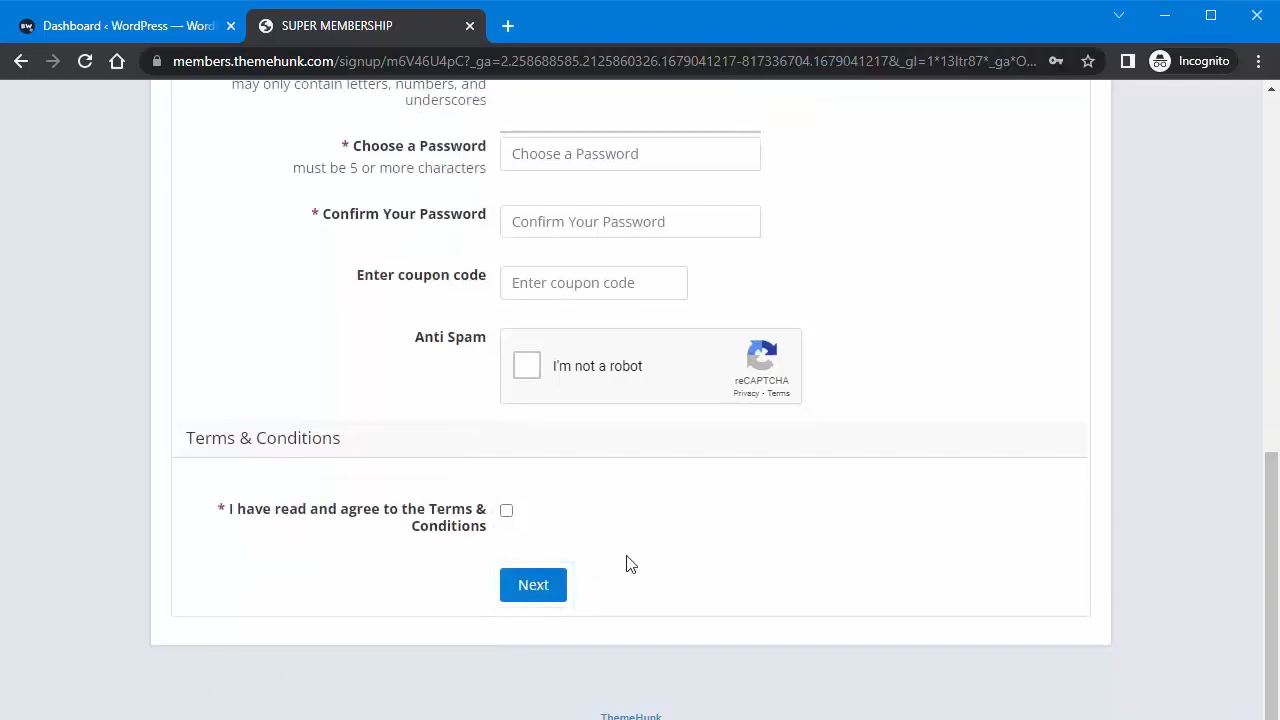 Dashboard ‹ WordPress — Word
SUPER MEMBERSHIP
members.themehunk.com/signup/m6V46U4pC?_ga=2.258688585.2125860326.1679041217-817336704.1679041217&_gl=1*13ltr87*_ga*O...
Incognito
may only contain letters, numbers, and
underscores
* Choose a Password
Choose a Password
must be 5 or more characters
* Confirm Your Password
Confirm Your Password
Enter coupon code
Enter coupon code
Anti Spam
I'm not a robot
reCAPTCHA
Privacy - Terms
Terms & Conditions
* I have read and agree to the Terms &
Conditions
Next
ThemeHunk